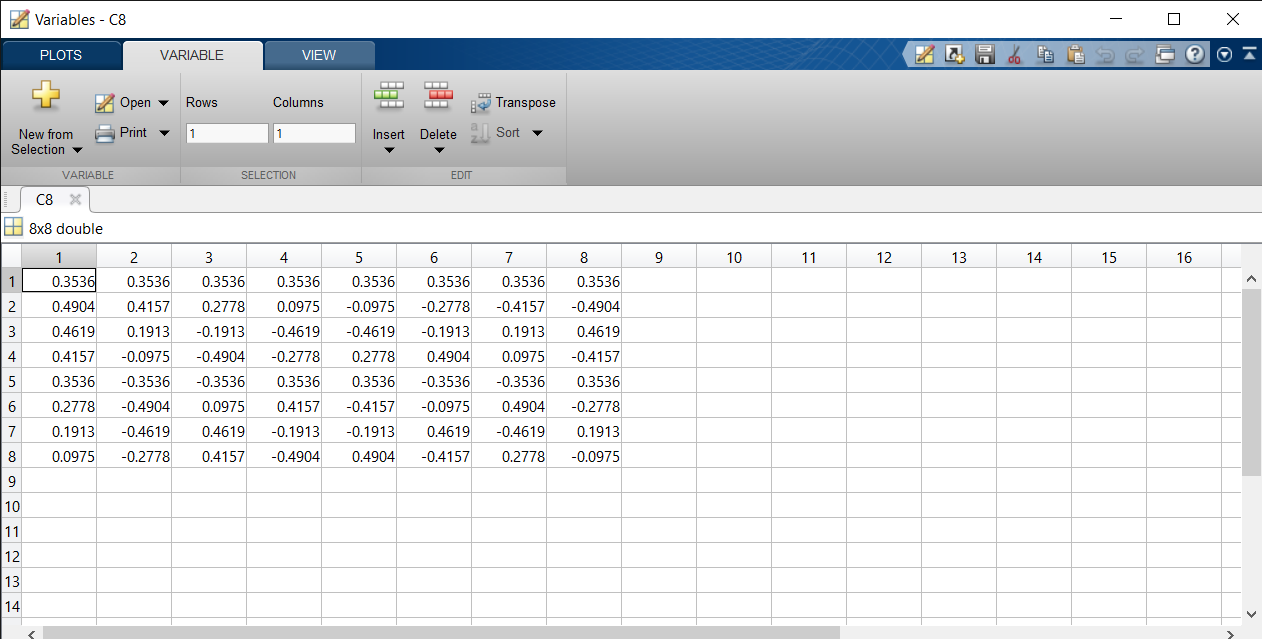 Variables - C8
PLOTS VARIABLE VIEW
New from Selection Open Print Rows Columns Insert Delete Transpose Sort
1 1
VARIABLE SELECTION EDIT
C8
8x8 double
1 2 3 4 5 6 7 8 9 10 11 12 13 14 15 16
1 0.3536 0.3536 0.3536 0.3536 0.3536 0.3536 0.3536 0.3536
2 0.4904 0.4157 0.2778 0.0975 -0.0975 -0.2778 -0.4157 -0.4904
3 0.4619 0.1913 -0.1913 -0.4619 -0.4619 -0.1913 0.1913 0.4619
4 0.4157 -0.0975 -0.4904 -0.2778 0.2778 0.4904 0.0975 -0.4157
5 0.3536 -0.3536 -0.3536 0.3536 0.3536 -0.3536 -0.3536 0.3536
6 0.2778 -0.4904 0.0975 0.4157 -0.4157 -0.0975 0.4904 -0.2778
7 0.1913 -0.4619 0.4619 -0.1913 -0.1913 0.4619 -0.4619 0.1913
8 0.0975 -0.2778 0.4157 -0.4904 0.4904 -0.4157 0.2778 -0.0975
9
10
11
12
13
14